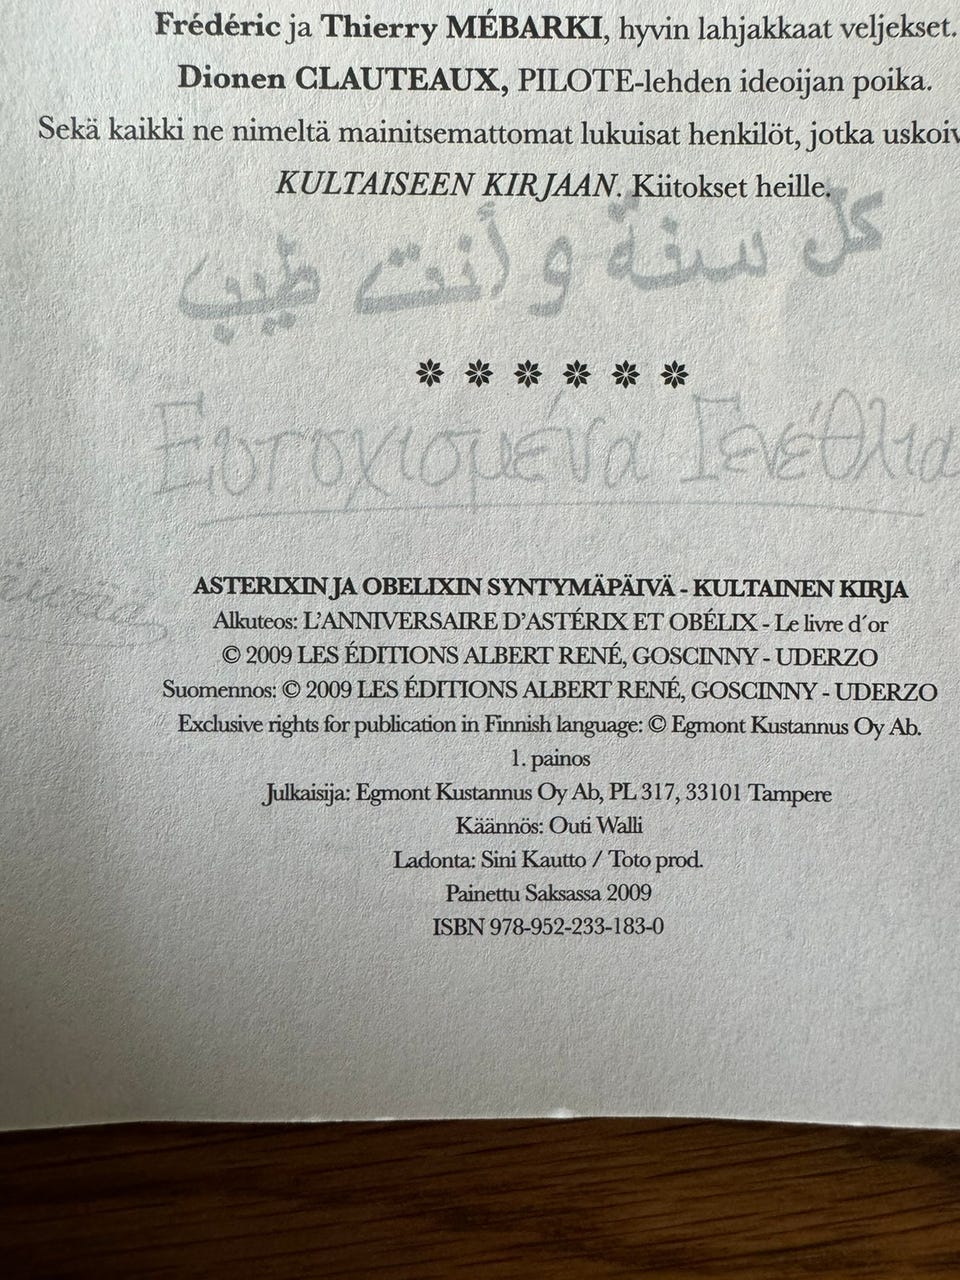 Frédéric ja Thierry MÉBARKI, hyvin lahjakkaat veljekset.
Dionen CLAUTEAUX, PILOTE-lehden ideoijan poika.
Sekä kaikki ne nimeltä mainitsemattomat lukuisat henkilöt, jotka uskoiv
KULTAISEEN KIRJAAN. Kiitokset heille.
كل سنة و أنت طيب
Ευτυχισμένα Γενέθλια
ASTERIXIN JA OBELIXIN SYNTYMÄPÄIVÄ - KULTAINEN KIRJA
Alkuteos: L'ANNIVERSAIRE D'ASTÉRIX ET OBÉLIX - Le livre d´or
© 2009 LES ÉDITIONS ALBERT RENÉ, GOSCINNY - UDERZO
Suomennos: © 2009 LES ÉDITIONS ALBERT RENÉ, GOSCINNY - UDERZO
Exclusive rights for publication in Finnish language: © Egmont Kustannus Oy Ab.
1. painos
Julkaisija: Egmont Kustannus Oy Ab, PL 317, 33101 Tampere
Käännös: Outi Walli
Ladonta: Sini Kautto / Toto prod.
Painettu Saksassa 2009
ISBN 978-952-233-183-0